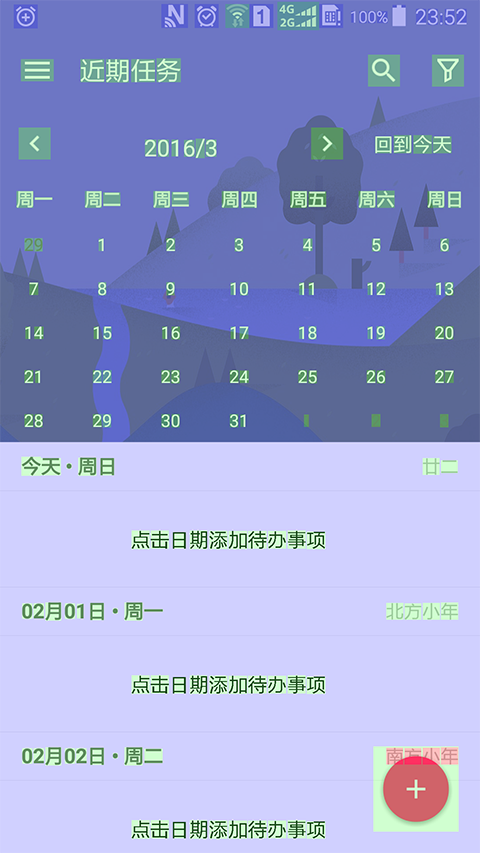 1 4G 2G 100% 23:52
近期任务
2016/3 回到今天
周一 周二 周三 周四 周五 周六 周日
29 1 2 3 4 5 6
7 8 9 10 11 12 13
14 15 16 17 18 19 20
21 22 23 24 25 26 27
28 29 30 31
今天 • 周日 廿二
点击日期添加待办事项
02月01日 • 周一 北方小年
点击日期添加待办事项
02月02日 • 周二 南方小年
点击日期添加待办事项